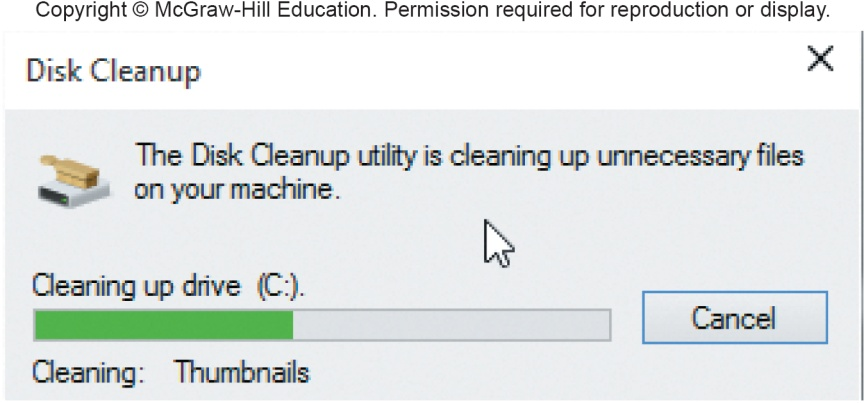 Copyright © McGraw-Hill Education. Permission required for reproduction or display.
Disk Cleanup
The Disk Cleanup utility is cleaning up unnecessary files
on your machine.
Cleaning up drive (C:).
Cancel
Cleaning: Thumbnails